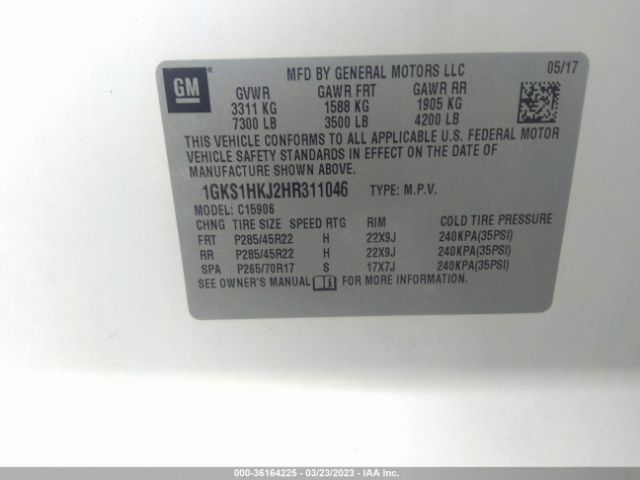 GM
MFD BY GENERAL MOTORS LLC 05/17
GVWR GAWR FRT GAWR RR
3311 KG 1588 KG 1905 KG
7300 LB 3500 LB 4200 LB
THIS VEHICLE CONFORMS TO ALL APPLICABLE U.S. FEDERAL MOTOR
VEHICLE SAFETY STANDARDS IN EFFECT ON THE DATE OF
MANUFACTURE SHOWN ABOVE.
1GKS1HKJ2HR311046 TYPE: M.P.V.
MODEL: C15906
CHNG TIRE SIZE SPEED RTG RIM COLD TIRE PRESSURE
FRT P285/45R22 H 22X9J 240KPA(35PSI)
RR P285/45R22 H 22X9J 240KPA(35PSI)
SPA P265/70R17 S 17X7J 240KPA(35PSI)
SEE OWNER'S MANUAL FOR MORE INFORMATION.
000-36164225 - 03/23/2023 - IAAI.COM